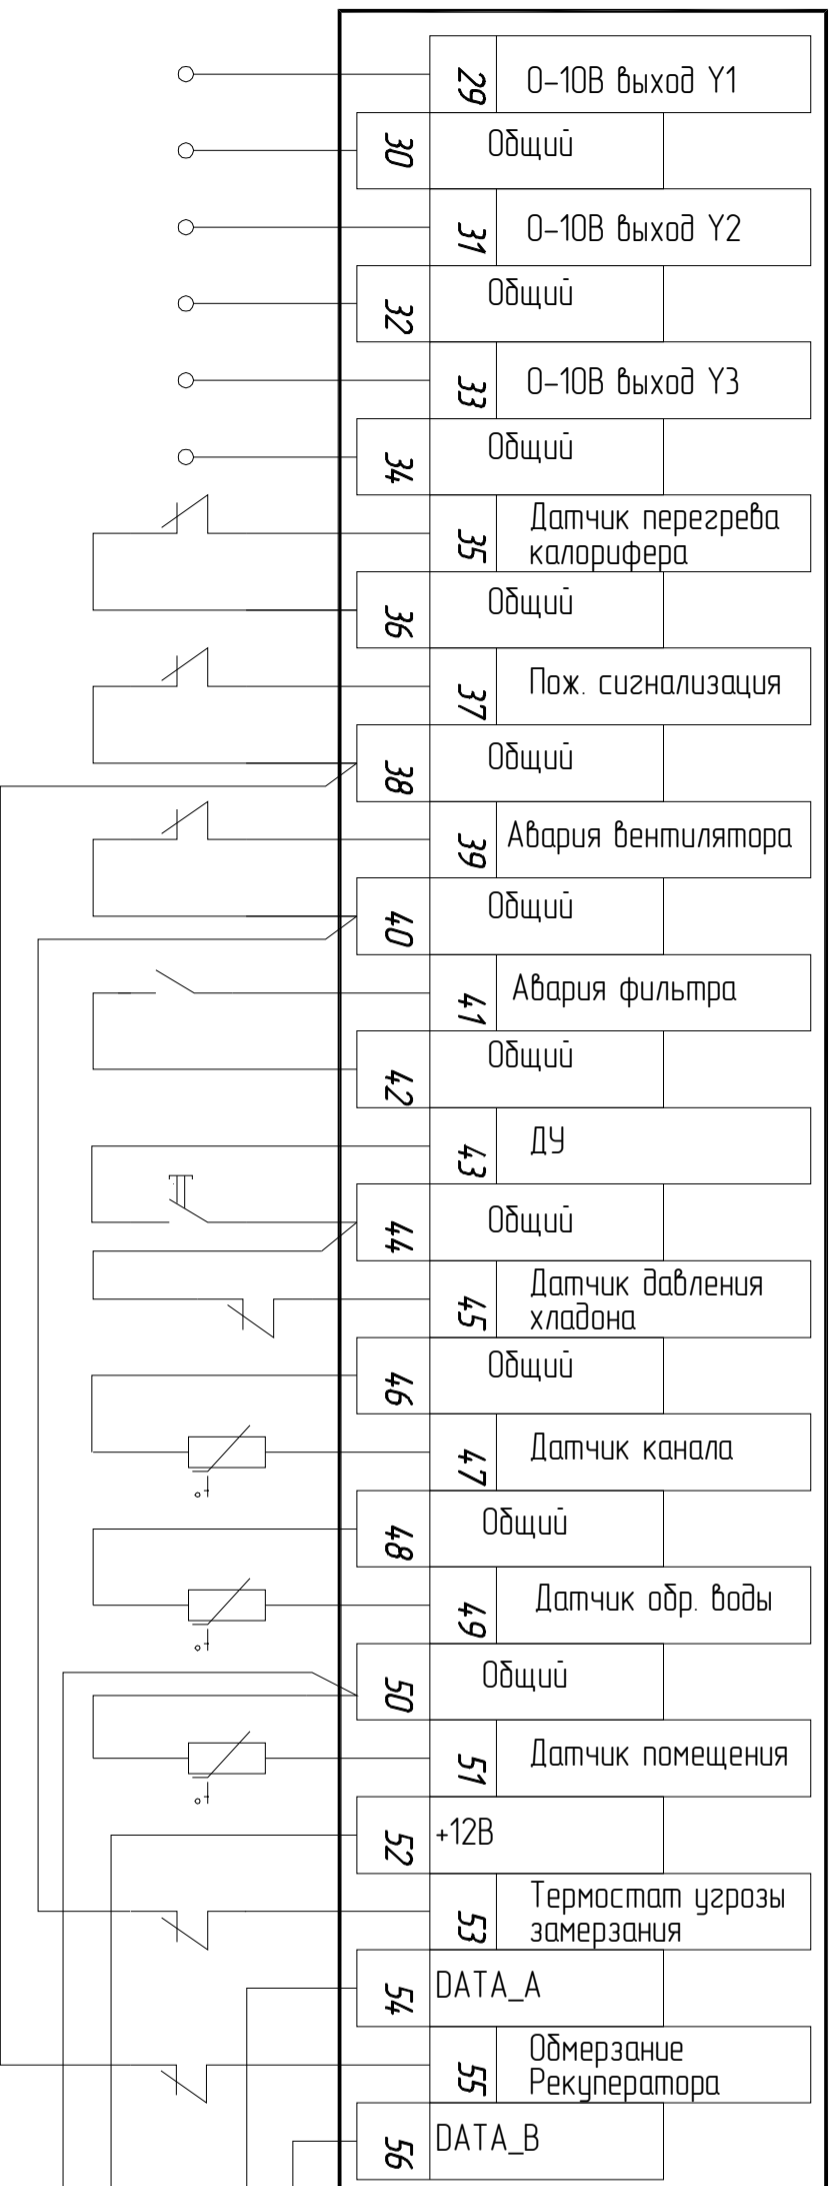 29 0-10В выход Y1
30 Общий
31 0-10В выход Y2
32 Общий
33 0-10В выход Y3
34 Общий
35 Датчик перегрева
калорифера
36 Общий
37 Пож. сигнализация
38 Общий
39 Авария вентилятора
40 Общий
41 Авария фильтра
42 Общий
43 ДУ
44 Общий
45 Датчик давления
хладона
46 Общий
47 Датчик канала
48 Общий
49 Датчик обр. воды
50 Общий
51 Датчик помещения
52 +12В
53 Термостат угрозы
замерзания
54 DATA_A
55 Обмерзание
Рекуператора
56 DATA_B
t°
t°
t°